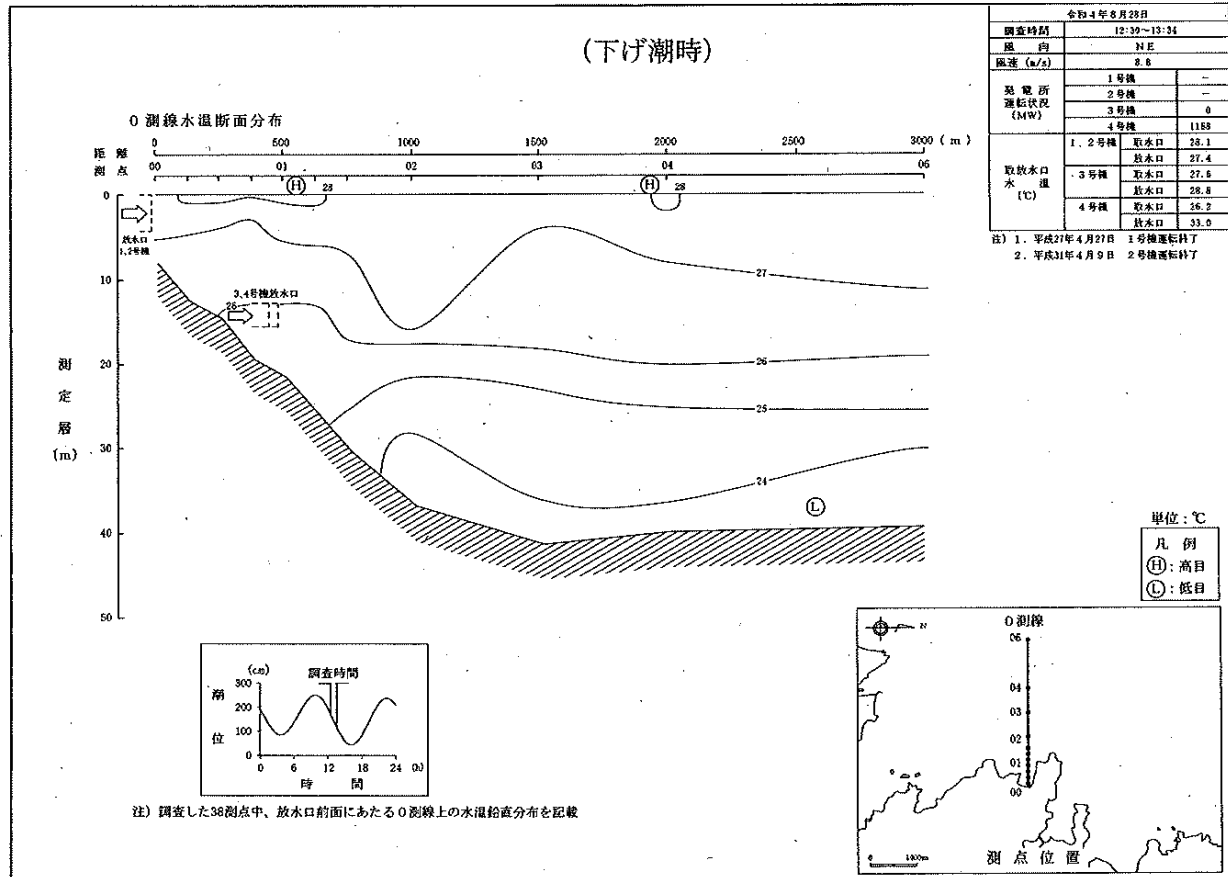 (下げ潮時)
令和4年8月28日
調査時間 12:30~13:34
風向 NE
風速 (m/s) 8.8
発電所運転状況 (MW)
1号機 -
2号機 -
3号機 0
4号機 1188
取放水口水温 (℃)
1、2号機 取水口 28.1
放水口 27.4
3号機 取水口 27.6
放水口 28.8
4号機 取水口 26.2
放水口 33.0
注) 1. 平成27年4月27日 1号機運転終了
2. 平成31年4月9日 2号機運転終了
0測線水温断面分布
距離 0 500 1000 1500 2000 2500 3000 (m)
測点 00 01 02 03 04 06
H 28 H 28
0
放水口
1,2号機
27
10
3,4号機放水口
26
26
20
25
測定層 (m)
30
24
L
40
50
単位:℃
凡例
H:高目
L:低目
(cm) 調査時間
潮位
300
200
100
0
0 6 12 18 24 (h)
時間
注) 調査した38測点中、放水口前面にあたる0測線上の水温鉛直分布を記載
0測線
N
06
04
03
02
01
00
0 1000m
測点位置